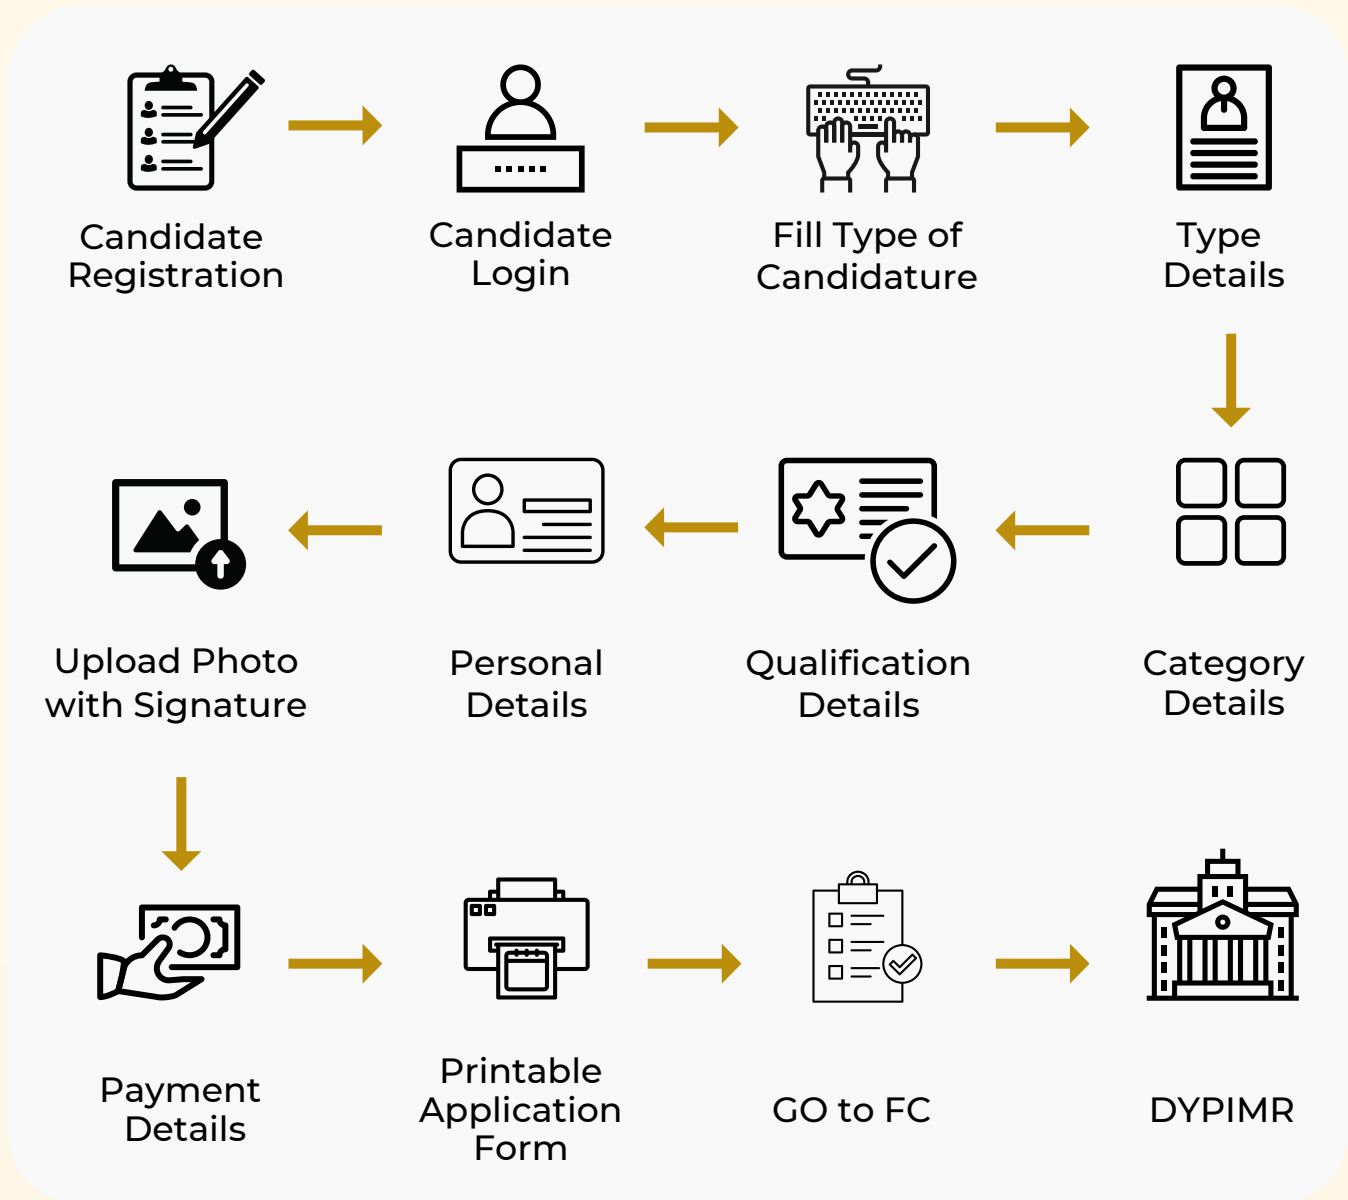 Candidate
Registration
Candidate
Login
Fill Type of
Candidature
Type
Details
Category
Details
Qualification
Details
Personal
Details
Upload Photo
with Signature
Payment
Details
Printable
Application
Form
GO to FC
DYPIMR